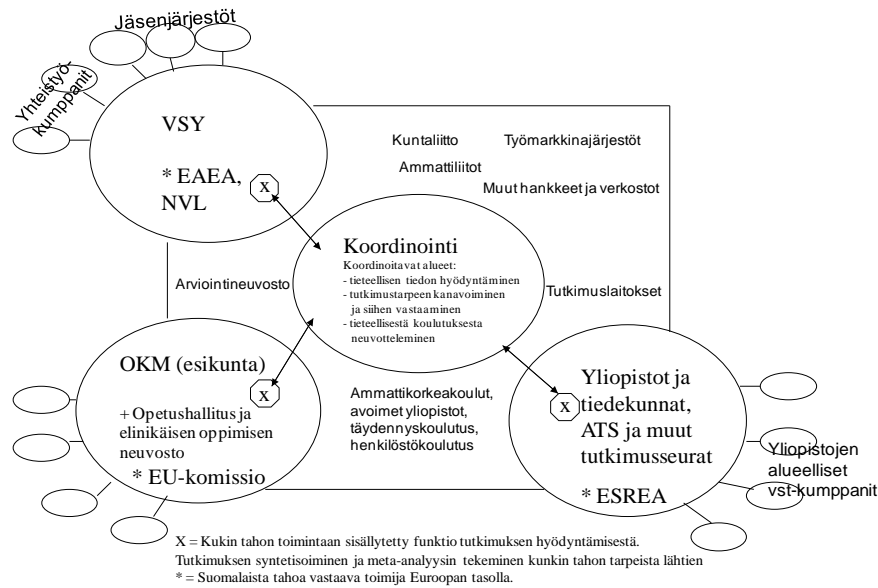 Jäsenjärjestöt
Yhteistyö-
kumppanit
VSY
* EAEA,
NVL
x
Kuntaliitto
Työmarkkinajärjestöt
Ammattiliitot
Muut hankkeet ja verkostot
Koordinointi
Koordinoitavat alueet:
- tieteellisen tiedon hyödyntäminen
- tutkimustarpeen kanavoiminen
ja siihen vastaaminen
- tieteellisestä koulutuksesta
neuvotteleminen
Arviointineuvosto
Tutkimuslaitokset
OKM (esikunta)
x
+ Opetushallitus ja
elinikäisen oppimisen
neuvosto
* EU-komissio
Ammattikorkeakoulut,
avoimet yliopistot,
täydennyskoulutus,
henkilöstökoulutus
x
Yliopistot ja
tiedekunnat,
ATS ja muut
tutkimusseurat
* ESREA
Yliopistojen
alueelliset
vst-kumppanit
X = Kukin tahon toimintaan sisällytetty funktio tutkimuksen hyödyntämisestä.
Tutkimuksen syntetisoiminen ja meta-analyysin tekeminen kunkin tahon tarpeista lähtien
* = Suomalaista tahoa vastaava toimija Euroopan tasolla.